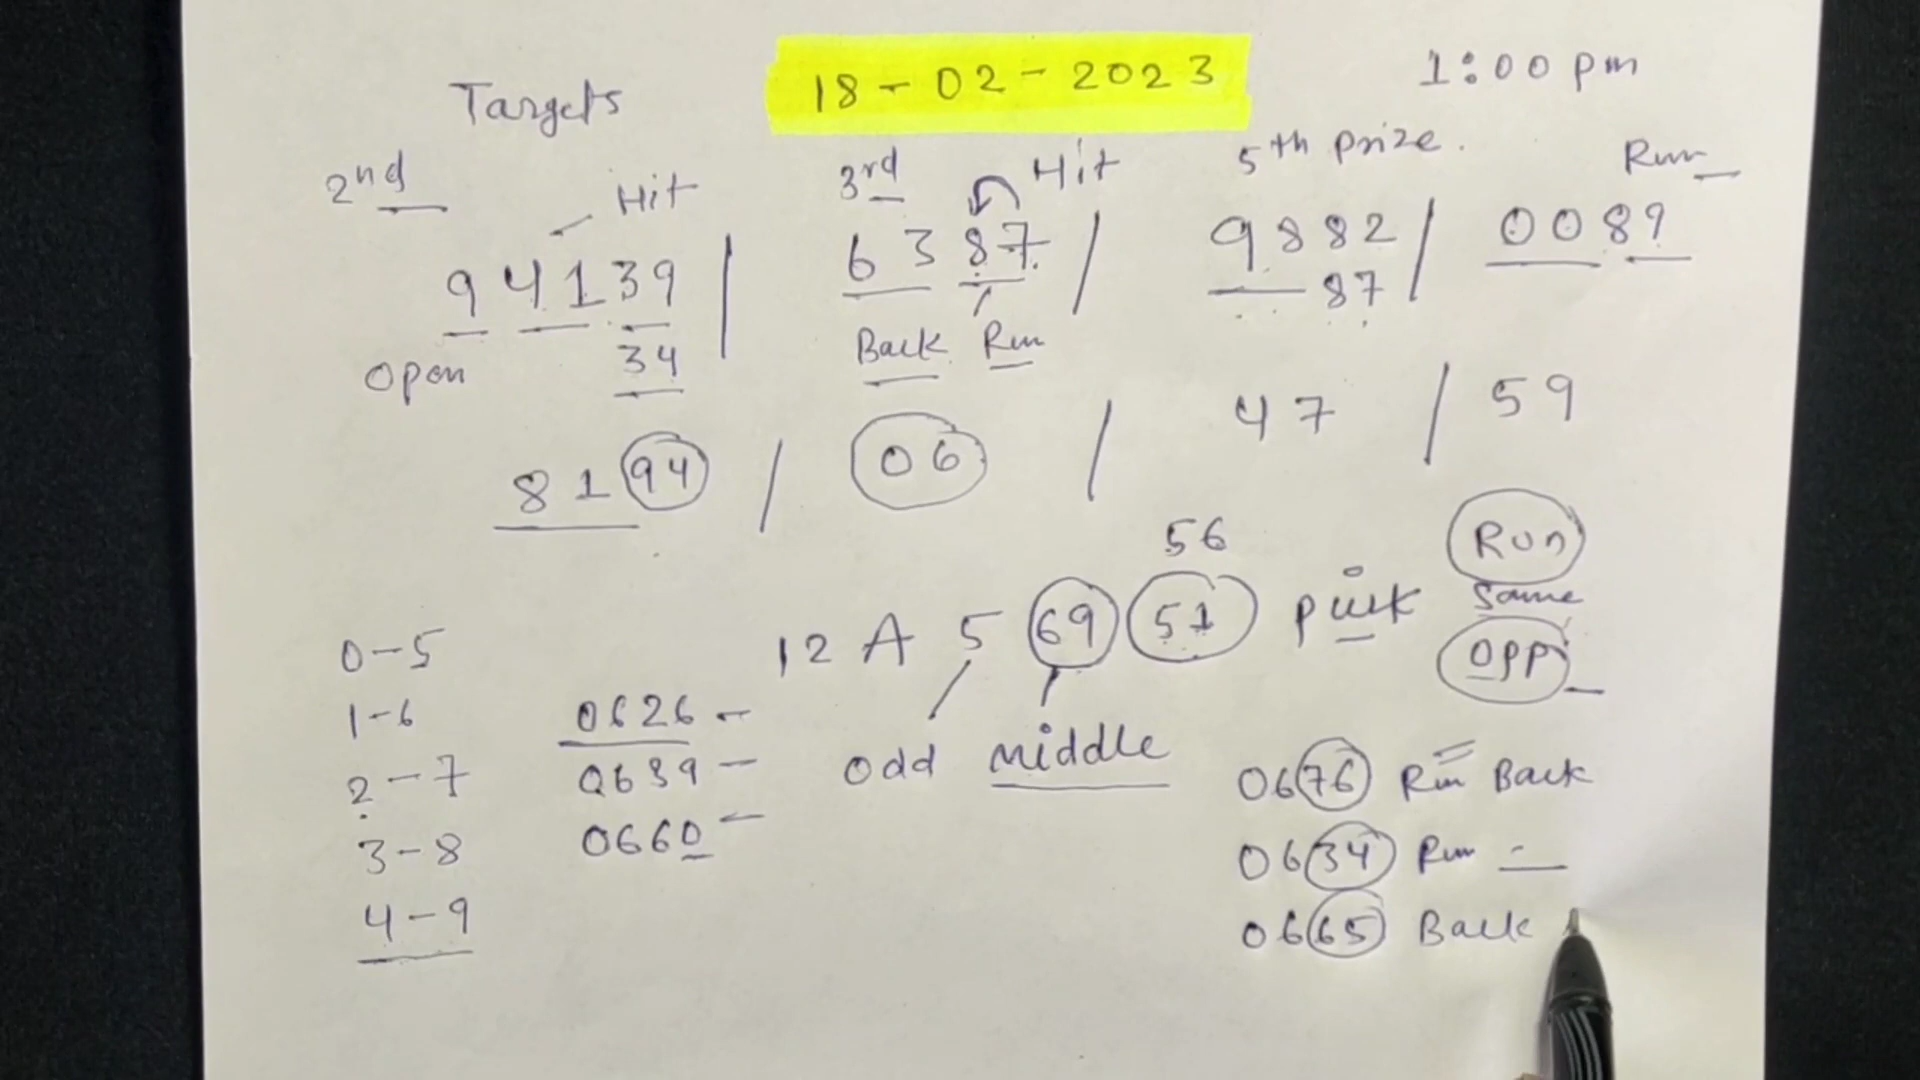 Targets 18-02-2023 1:00 pm
2nd Hit 3rd Hit 5th prize. Run
94139 / 6387 / 9882 / 0089
87
Open 34 Back Run
8194 / 06 / 47 / 59
56 Run
12 A 5 69 51 Same
Opp
0-5
1-6 0626 -
2-7 0639 - odd middle 0676 Run Back
3-8 0660 - 0634 Run -
4-9 0665 Back